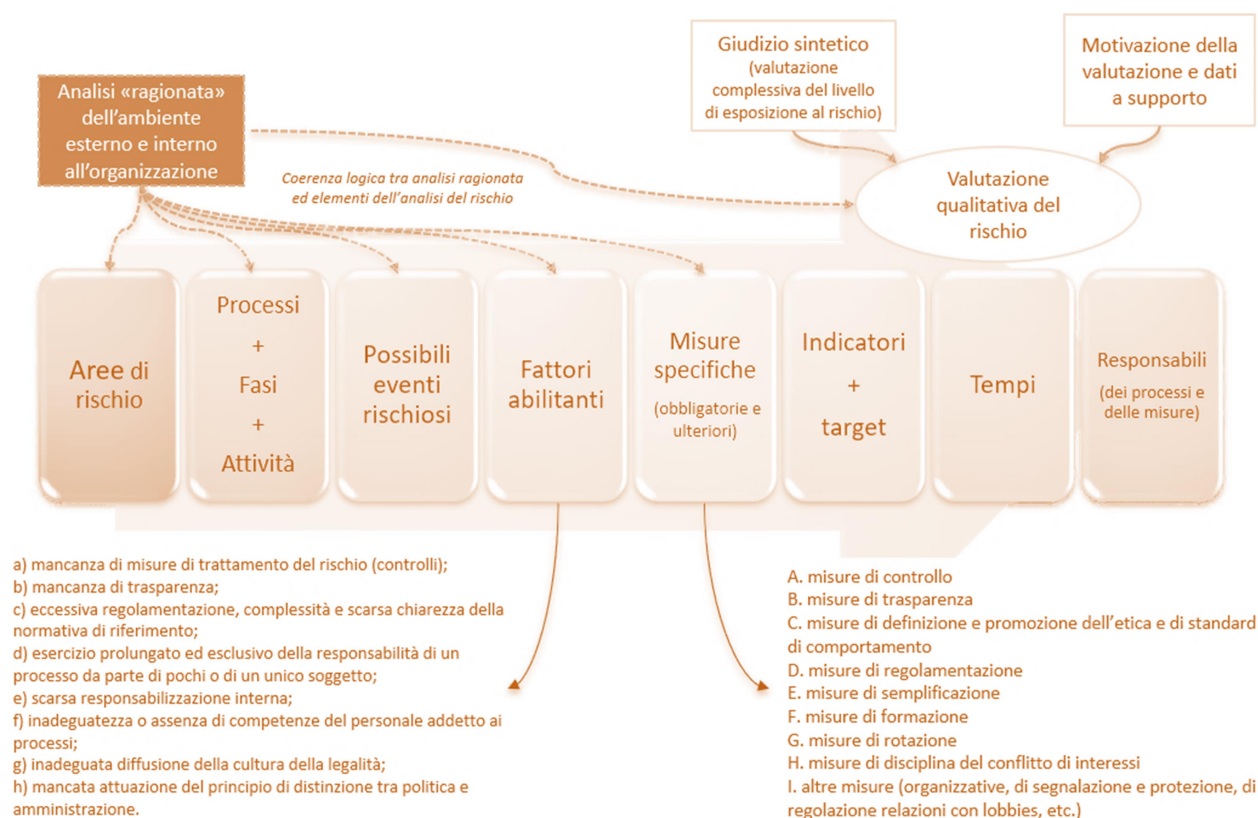 Giudizio sintetico
(valutazione
complessiva del livello
di esposizione al rischio)
Motivazione della
valutazione e dati
a supporto
Analisi «ragionata»
dell'ambiente
esterno e interno
all'organizzazione
Coerenza logica tra analisi ragionata
ed elementi dell'analisi del rischio
Valutazione
qualitativa del
rischio
Aree di
rischio
Processi
+
Fasi
+
Attività
Possibili
eventi
rischiosi
Fattori
abilitanti
Misure
specifiche
(obbligatorie e
ulteriori)
Indicatori
+
target
Tempi
Responsabili
(dei processi e
delle misure)
a) mancanza di misure di trattamento del rischio (controlli);
b) mancanza di trasparenza;
c) eccessiva regolamentazione, complessità e scarsa chiarezza della
normativa di riferimento;
d) esercizio prolungato ed esclusivo della responsabilità di un
processo da parte di pochi o di un unico soggetto;
e) scarsa responsabilizzazione interna;
f) inadeguatezza o assenza di competenze del personale addetto ai
processi;
g) inadeguata diffusione della cultura della legalità;
h) mancata attuazione del principio di distinzione tra politica e
amministrazione.
A. misure di controllo
B. misure di trasparenza
C. misure di definizione e promozione dell'etica e di standard
di comportamento
D. misure di regolamentazione
E. misure di semplificazione
F. misure di formazione
G. misure di rotazione
H. misure di disciplina del conflitto di interessi
I. altre misure (organizzative, di segnalazione e protezione, di
regolazione relazioni con lobbies, etc.)